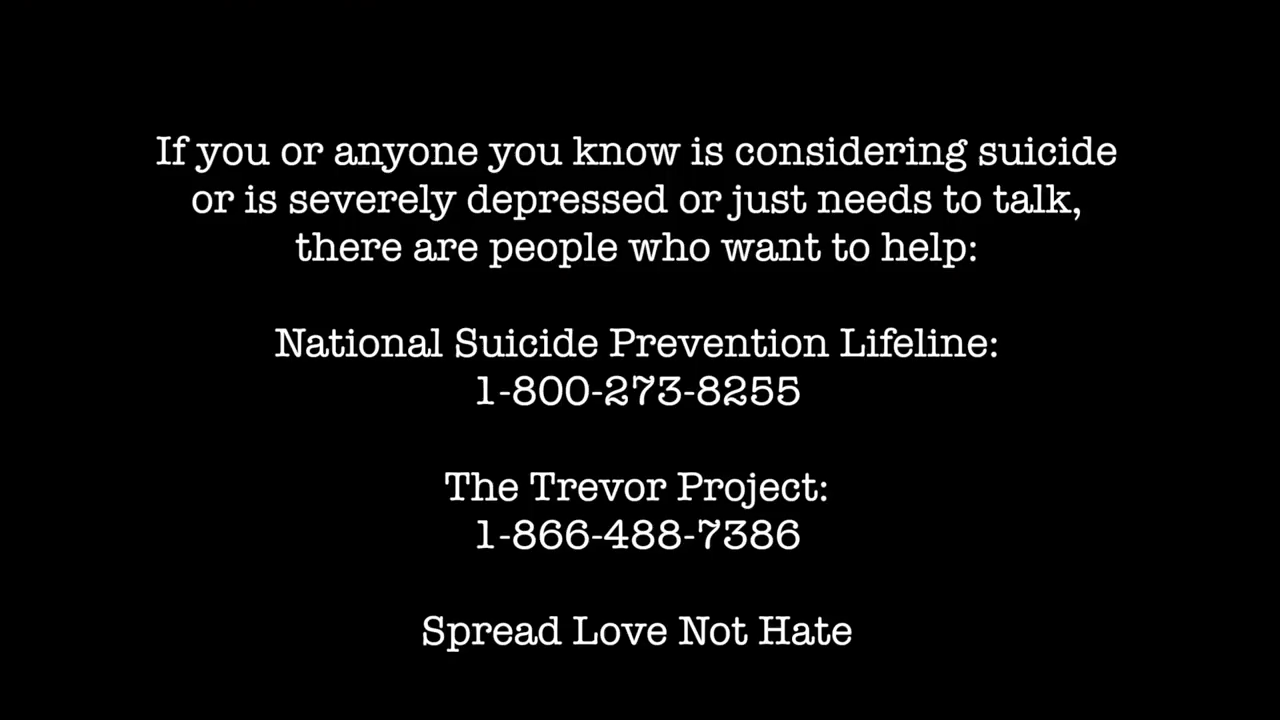 If you or anyone you know is considering suicide
or is severely depressed or just needs to talk,
there are people who want to help:
National Suicide Prevention Lifeline:
1-800-273-8255
The Trevor Project:
1-866-488-7386
Spread Love Not Hate